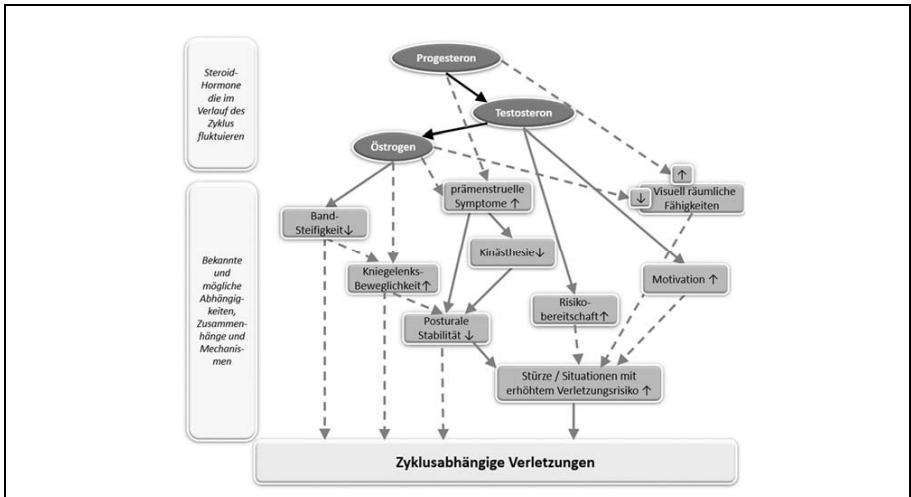 Steroid-
Hormone
die im
Verlauf des
Zyklus
fluktuieren
Progesteron
Testosteron
Östrogen
prämenstruelle
Symptome ↑
↑
↓
Visuell räumliche
Fähigkeiten
Band-
Steifigkeit↓
Kinästhesie↓
Bekannte
und
mögliche
Abhängig-
keiten,
Zusammen-
hänge und
Mechanis-
men
Kniegelenks-
Beweglichkeit↑
Motivation ↑
Risiko-
bereitschaft↑
Posturale
Stabilität ↓
Stürze / Situationen mit
erhöhtem Verletzungsrisiko ↑
Zyklusabhängige Verletzungen